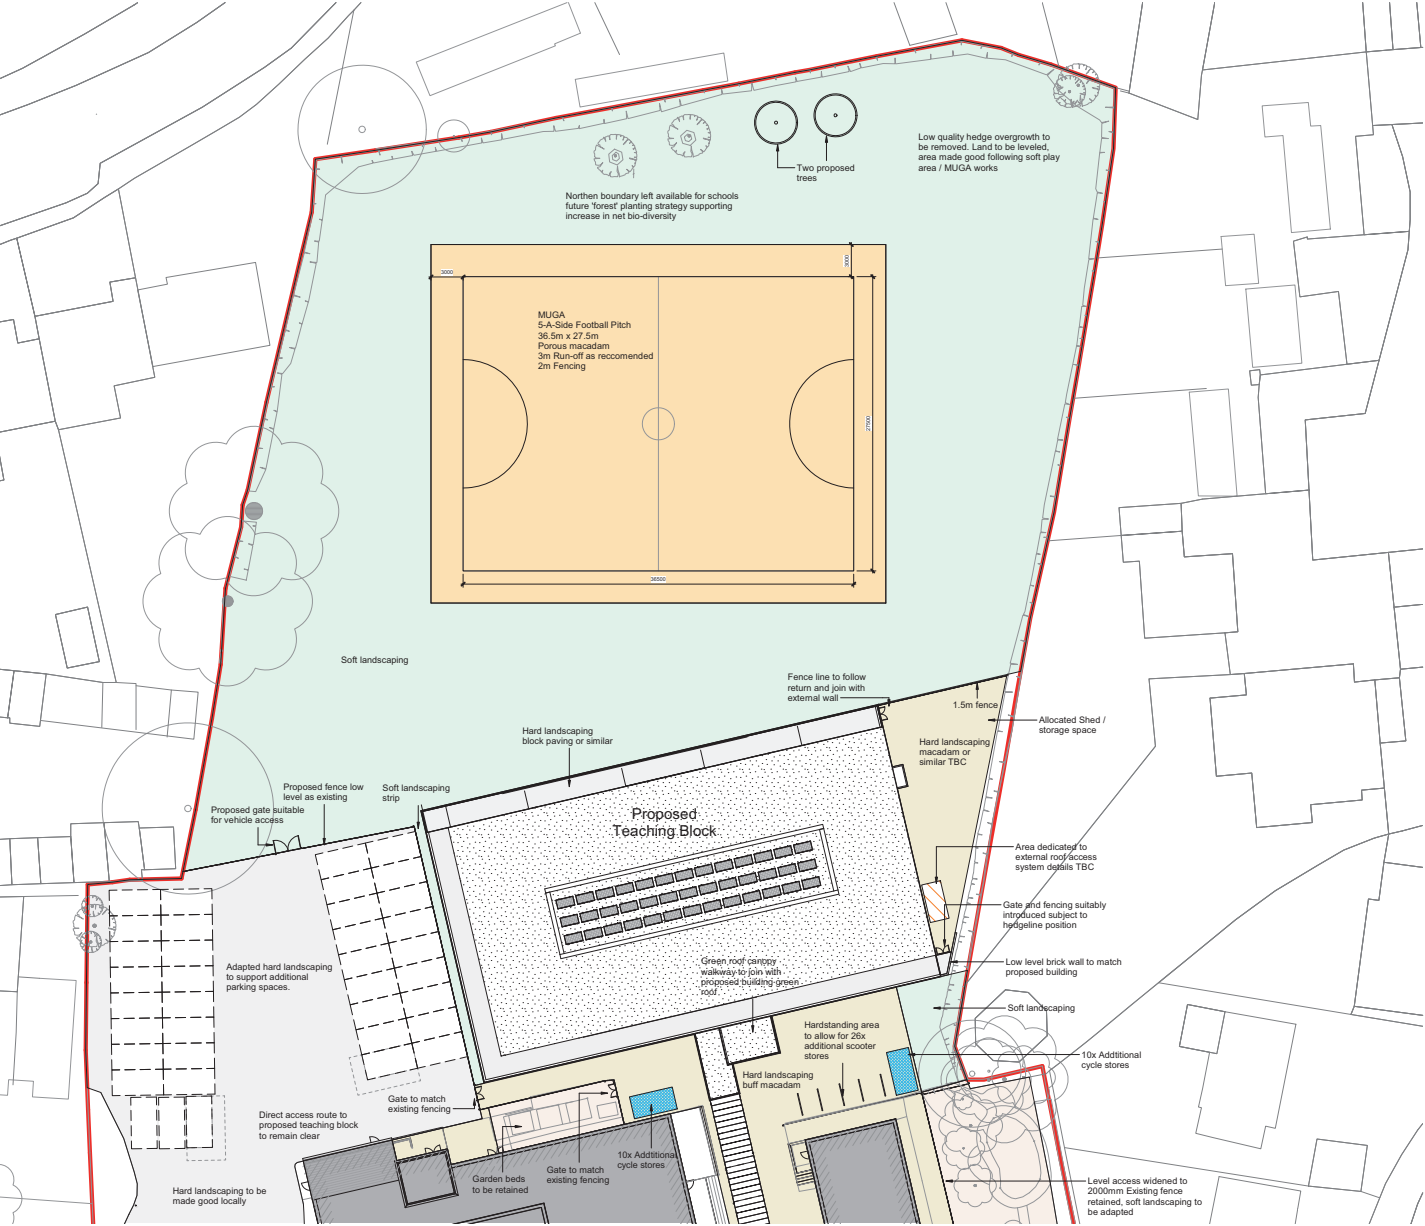 Low quality hedge overgrowth to
be removed. Land to be leveled,
area made good following soft play
area / MUGA works
Two proposed
trees
Northen boundary left available for schools
future 'forest' planting strategy supporting
increase in net bio-diversity
3000
3000
MUGA
5-A-Side Football Pitch
36.5m x 27.5m
Porous macadam
3m Run-off as reccomended
2m Fencing
27500
36500
Soft landscaping
Fence line to follow
return and join with
external wall
1.5m fence
Allocated Shed /
storage space
Hard landscaping
block paving or similar
Hard landscaping
macadam or
similar TBC
Proposed fence low
level as existing
Soft landscaping
strip
Proposed gate suitable
for vehicle access
Proposed
Teaching Block
Area dedicated to
external roof access
system details TBC
Gate and fencing suitably
introduced subject to
hedgeline position
Adapted hard landscaping
to support additional
parking spaces.
Green roof canopy
walkway to join with
proposed building green
roof
Low level brick wall to match
proposed building
Soft landscaping
Hardstanding area
to allow for 26x
additional scooter
stores
10x Addtitional
cycle stores
Hard landscaping
buff macadam
Gate to match
existing fencing
Direct access route to
proposed teaching block
to remain clear
10x Addtitional
cycle stores
Gate to match
existing fencing
Garden beds
to be retained
Hard landscaping to be
made good locally
Level access widened to
2000mm Existing fence
retained, soft landscaping to
be adapted